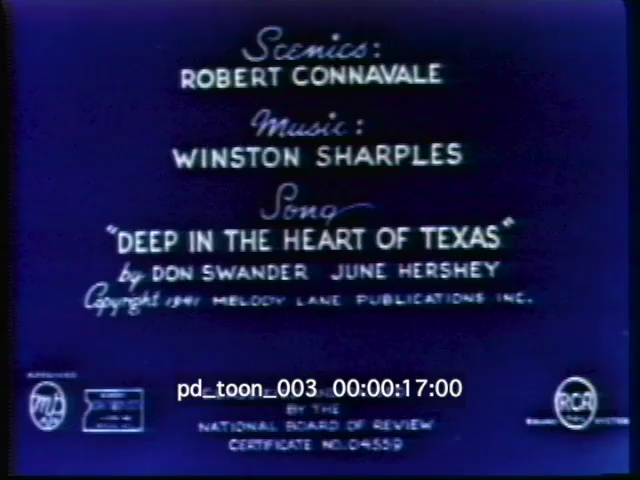 Scenics:
ROBERT CONNAVALE
Music:
WINSTON SHARPLES
Song
"DEEP IN THE HEART OF TEXAS"
by DON SWANDER JUNE HERSHEY
Copyright 1941 MELODY LANE PUBLICATIONS INC.
pd_toon_003 00:00:17:00
BY THE
NATIONAL BOARD OF REVIEW
CERTIFICATE NO. 04559
RCA